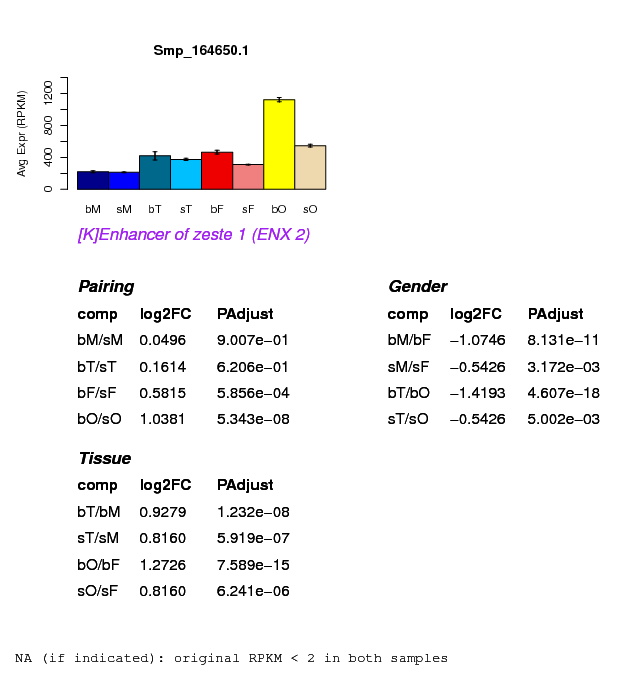 Smp_164650.1
Avg Expr (RPKM)
0 400 800 1200
bM sM bT sT bF sF bO sO
[K]Enhancer of zeste 1 (ENX 2)
Pairing
comp log2FC PAdjust
bM/sM 0.0496 9.007e−01
bT/sT 0.1614 6.206e−01
bF/sF 0.5815 5.856e−04
bO/sO 1.0381 5.343e−08
Gender
comp log2FC PAdjust
bM/bF −1.0746 8.131e−11
sM/sF −0.5426 3.172e−03
bT/bO −1.4193 4.607e−18
sT/sO −0.5426 5.002e−03
Tissue
comp log2FC PAdjust
bT/bM 0.9279 1.232e−08
sT/sM 0.8160 5.919e−07
bO/bF 1.2726 7.589e−15
sO/sF 0.8160 6.241e−06
NA (if indicated): original RPKM < 2 in both samples